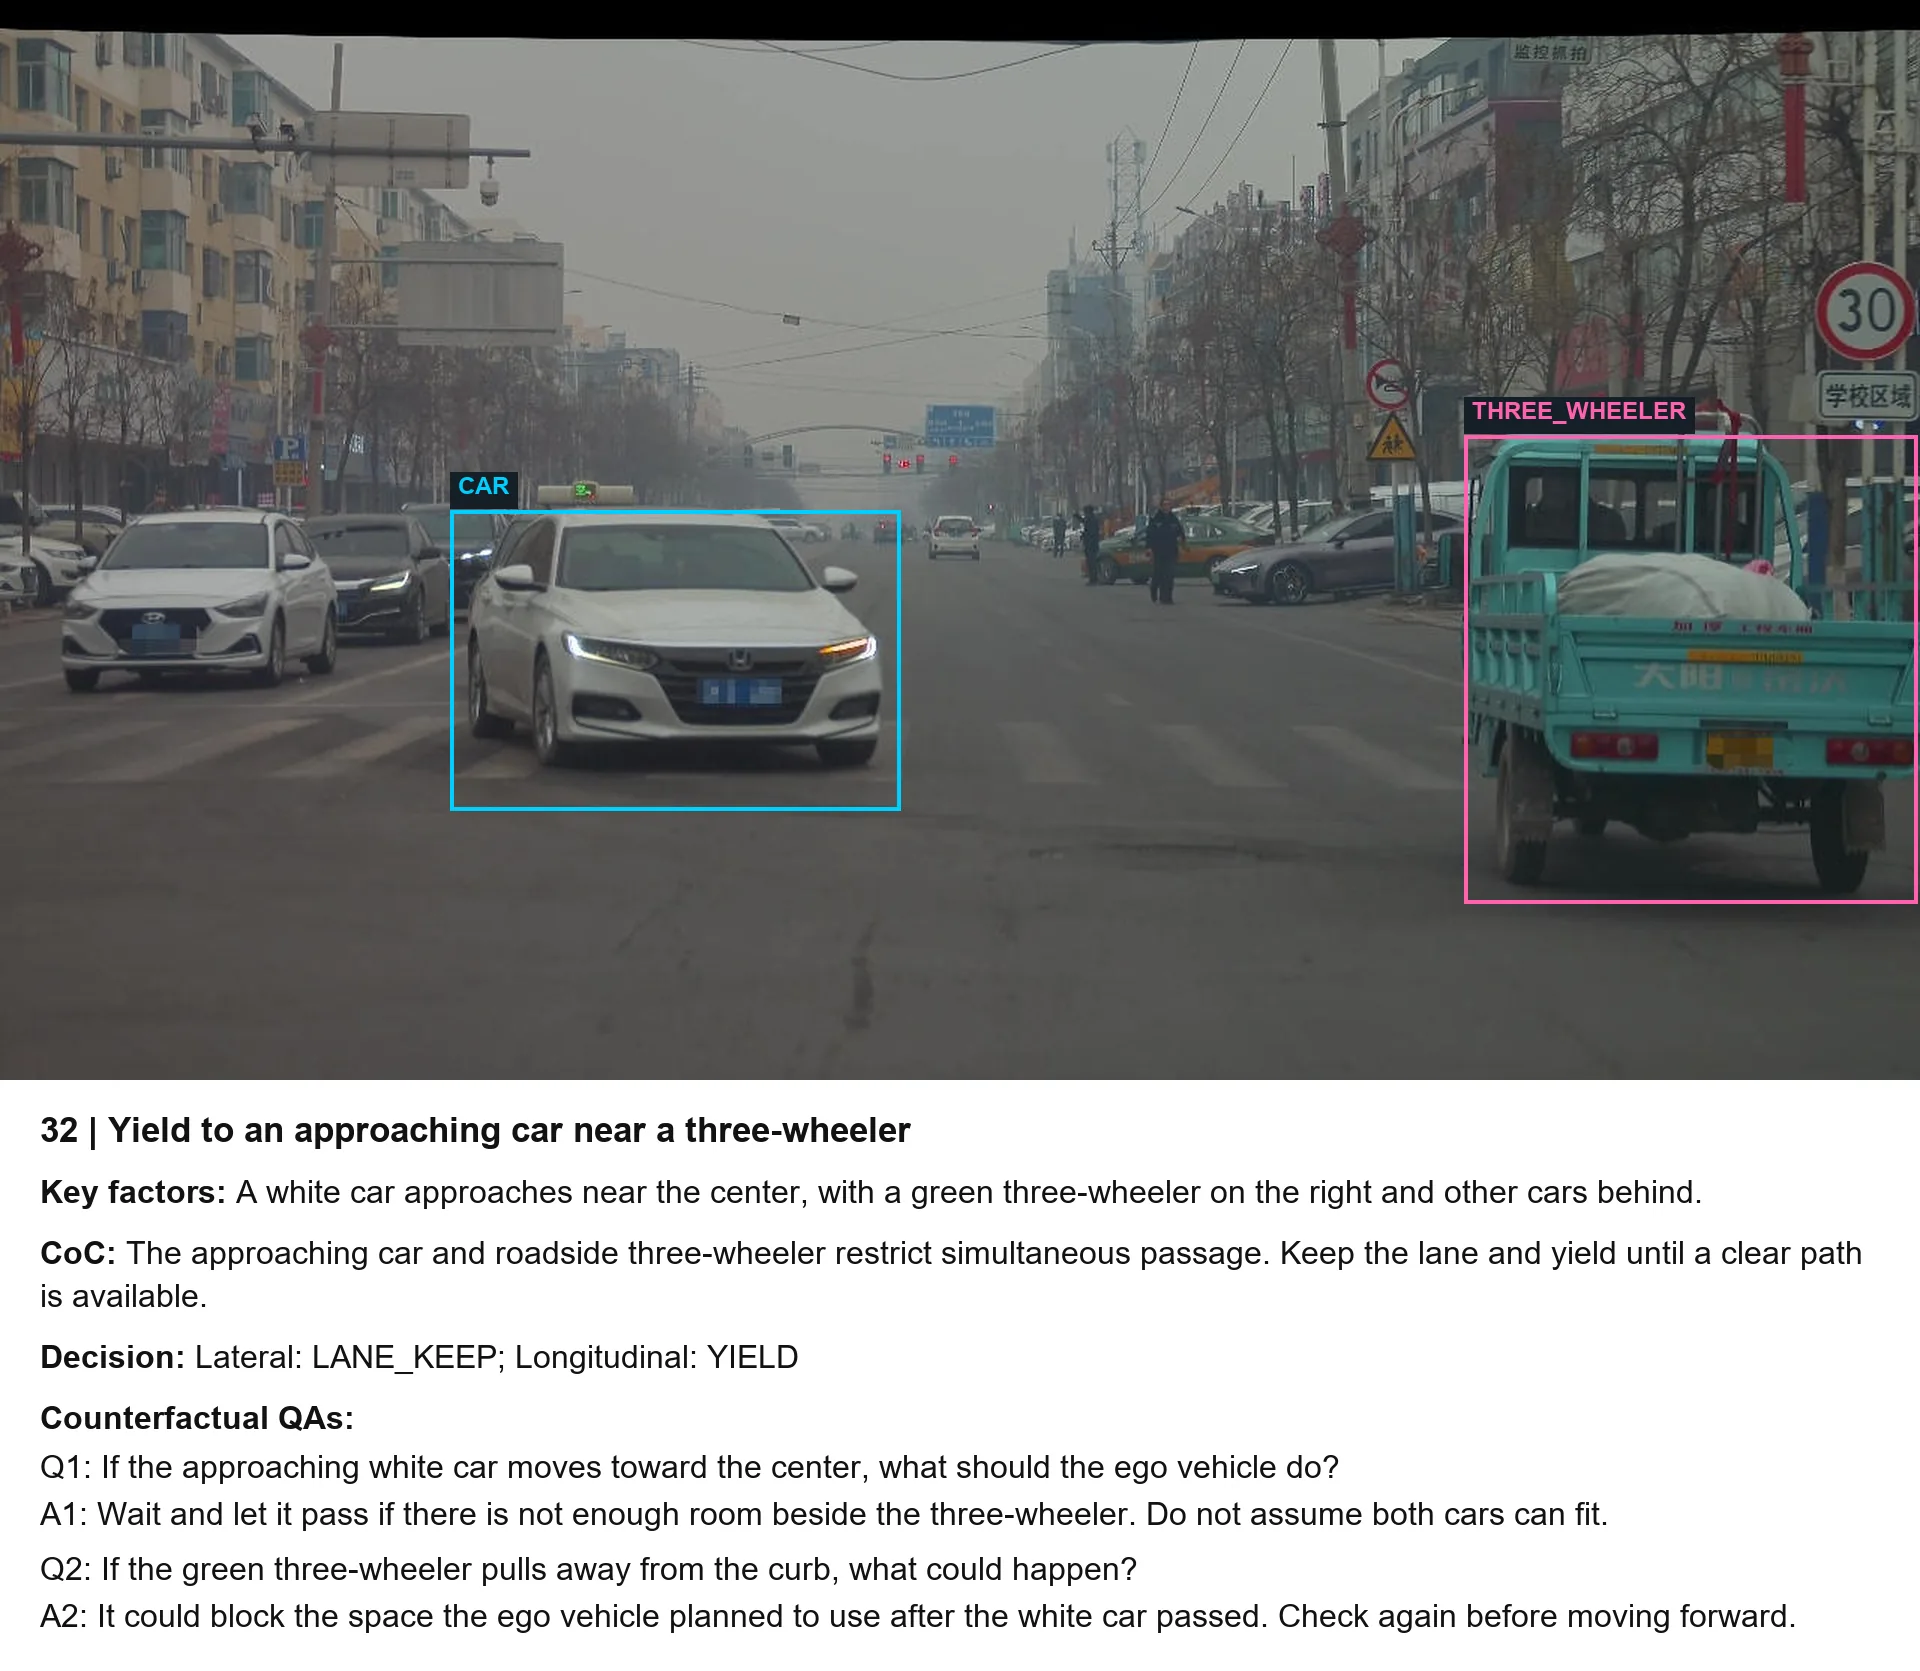 监控抓拍
30
学校区域
P
THREE_WHEELER
CAR
大阳
32 | Yield to an approaching car near a three-wheeler
Key factors: A white car approaches near the center, with a green three-wheeler on the right and other cars behind.
CoC: The approaching car and roadside three-wheeler restrict simultaneous passage. Keep the lane and yield until a clear path
is available.
Decision: Lateral: LANE_KEEP; Longitudinal: YIELD
Counterfactual QAs:
Q1: If the approaching white car moves toward the center, what should the ego vehicle do?
A1: Wait and let it pass if there is not enough room beside the three-wheeler. Do not assume both cars can fit.
Q2: If the green three-wheeler pulls away from the curb, what could happen?
A2: It could block the space the ego vehicle planned to use after the white car passed. Check again before moving forward.